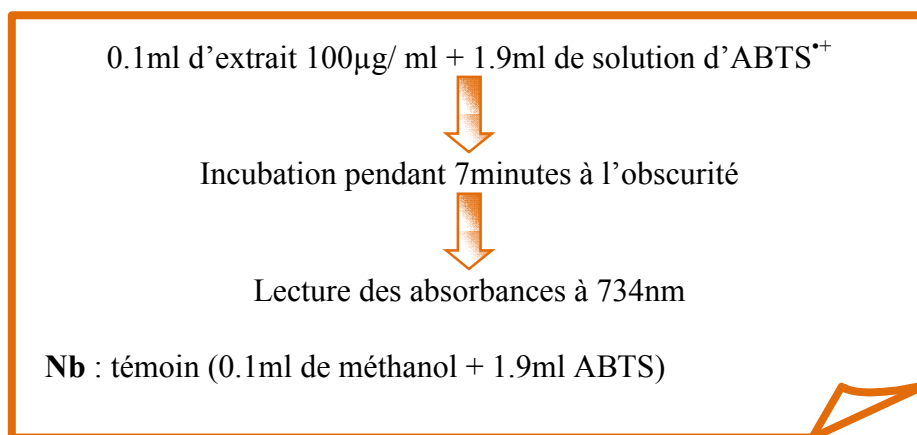 0.1ml d’extrait 100µg/ ml + 1.9ml de solution d’ABTS•+
Incubation pendant 7minutes à l’obscurité
Lecture des absorbances à 734nm
Nb : témoin (0.1ml de méthanol + 1.9ml ABTS)